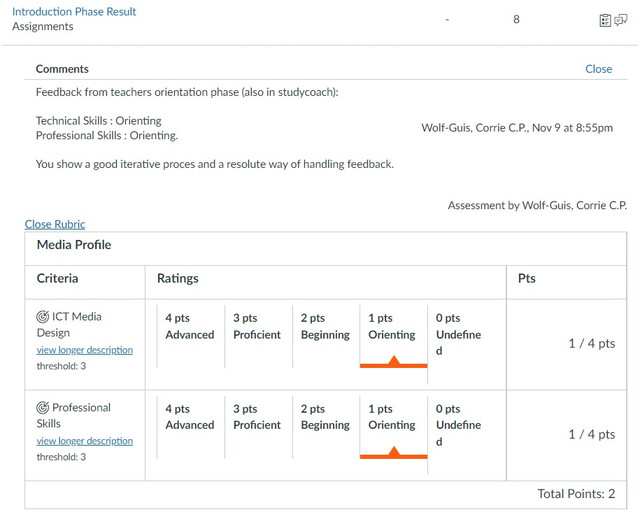 Introduction Phase Result
Assignments
- 8
Comments Close
Feedback from teachers orientation phase (also in studycoach):
Technical Skills : Orienting
Professional Skills : Orienting.
Wolf-Guis, Corrie C.P., Nov 9 at 8:55pm
You show a good iterative proces and a resolute way of handling feedback.
Assessment by Wolf-Guis, Corrie C.P.
Close Rubric
Media Profile
Criteria Ratings Pts
ICT Media
Design
view longer description
threshold: 3
4 pts
Advanced
3 pts
Proficient
2 pts
Beginning
1 pts
Orienting
0 pts
Undefine
d
1 / 4 pts
Professional
Skills
view longer description
threshold: 3
4 pts
Advanced
3 pts
Proficient
2 pts
Beginning
1 pts
Orienting
0 pts
Undefine
d
1 / 4 pts
Total Points: 2